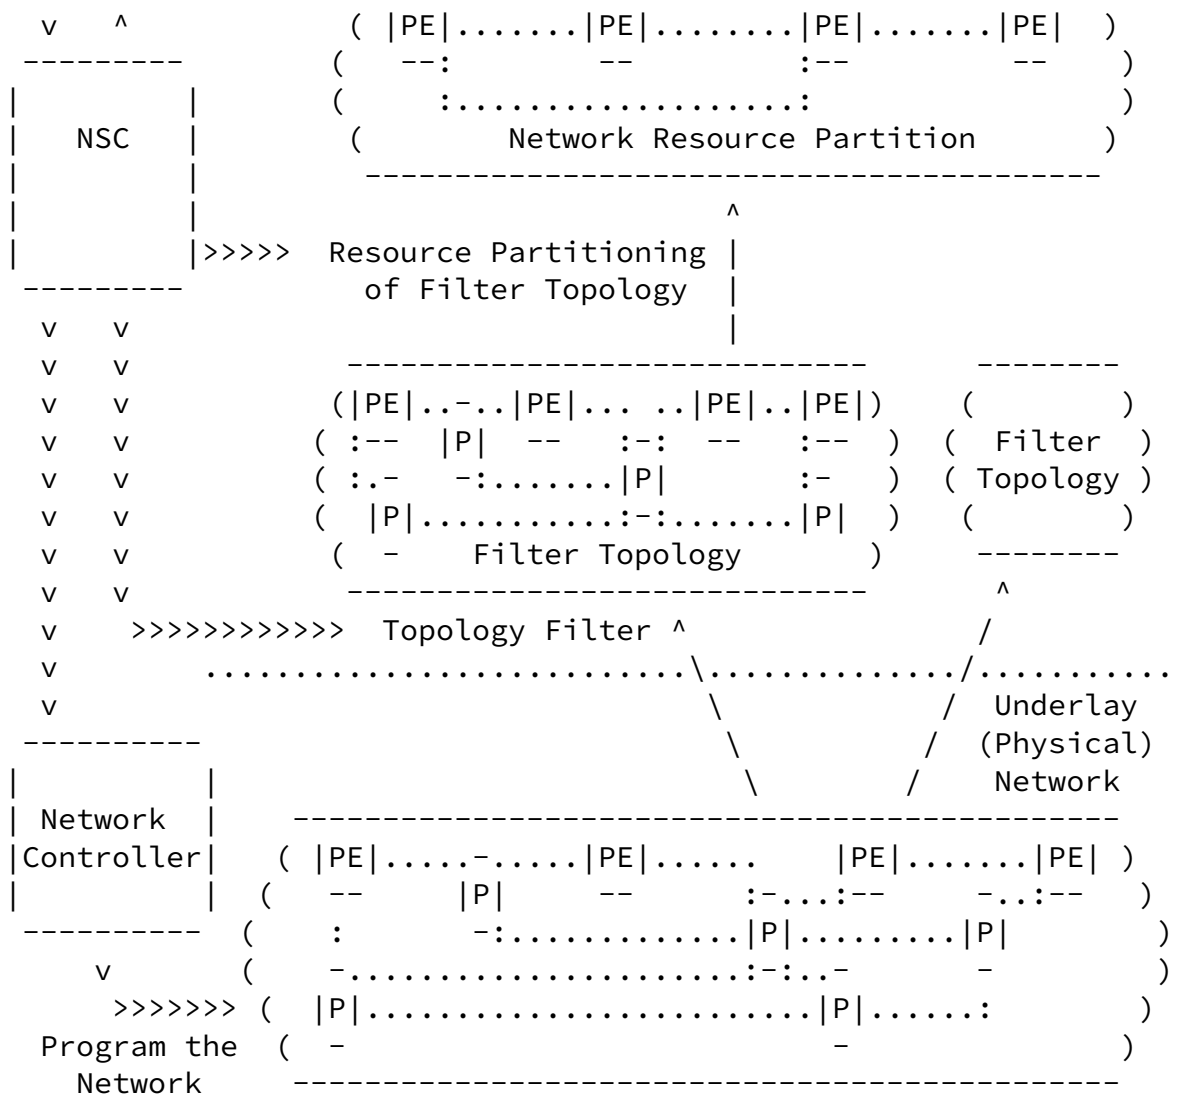 v   ^            ( |PE|.......|PE|........|PE|.......|PE|  )
 ---------        (   --:        --         :--         --    )
|         |       (     :....................:                 )
|   NSC   |        (        Network Resource Partition       )
|         |         -----------------------------------------
|         |                             ^
|         |>>>>>  Resource Partitioning |
 ---------          of Filter Topology  |
  v   v                                 |
  v   v            -----------------------------      --------
  v   v           (|PE|..-..|PE|... ..|PE|..|PE|)    (        )
  v   v          ( :--  |P|  --   :-:  --   :--  )  (  Filter  )
  v   v          ( :.-   -:.......|P|       :-   )  ( Topology )
  v   v          (  |P|...........:-:.......|P|  )   (        )
  v   v           (  -    Filter Topology       )     --------
  v   v            -----------------------------       ^
  v    >>>>>>>>>>>>  Topology Filter ^                /
  v        ...........................\............../...........
  v                                    \            /  Underlay
 ----------                             \          /  (Physical)
|          |                             \        /    Network
| Network  |    ----------------------------------------------
|Controller|   ( |PE|.....-.....|PE|......    |PE|.......|PE| )
|          |  (   --     |P|     --      :-...:--     -..:--   )
 ----------  (    :       -:.............|P|.........|P|        )
     v       (    -......................:-:..-       -         )
      >>>>>>> (  |P|.........................|P|......:        )
  Program the  (  -                           -               )
    Network     ----------------------------------------------